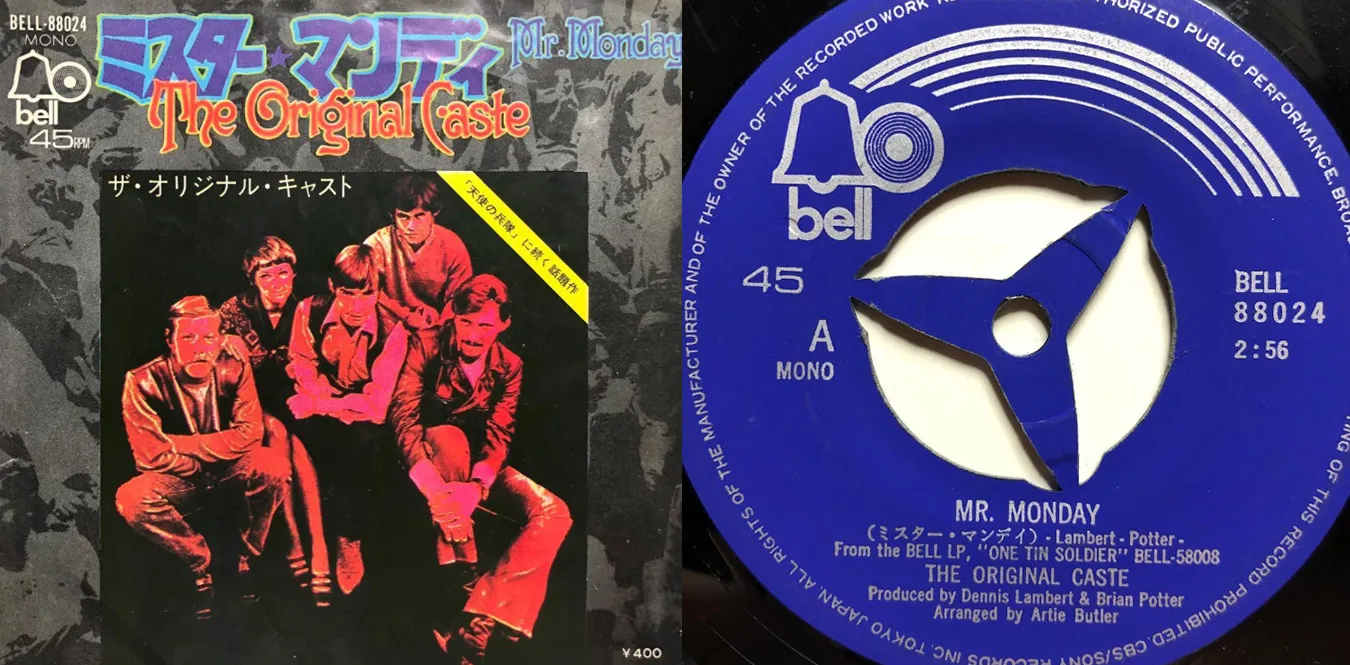 BELL-88024
MONO
bell
45RPM
ミスター★マンディ
Mr. Monday
The Original Caste
ザ・オリジナル・キャスト
「天使の兵隊」に続く話題作
¥400
ALL RIGHTS OF THE MANUFACTURER AND OF THE OWNER OF THE RECORDED WORK
THORIZED PUBLIC PERFORMANCE, BROA
ING OF THIS RECORD PROHIBITED. CBS/SONY RECORDS INC. TOKYO JAPAN.
bell
45
A
MONO
BELL
88024
2:56
MR. MONDAY
(ミスター・マンデイ) - Lambert - Potter -
From the BELL LP, "ONE TIN SOLDIER" BELL-58008
THE ORIGINAL CASTE
Produced by Dennis Lambert & Brian Potter
Arranged by Artie Butler